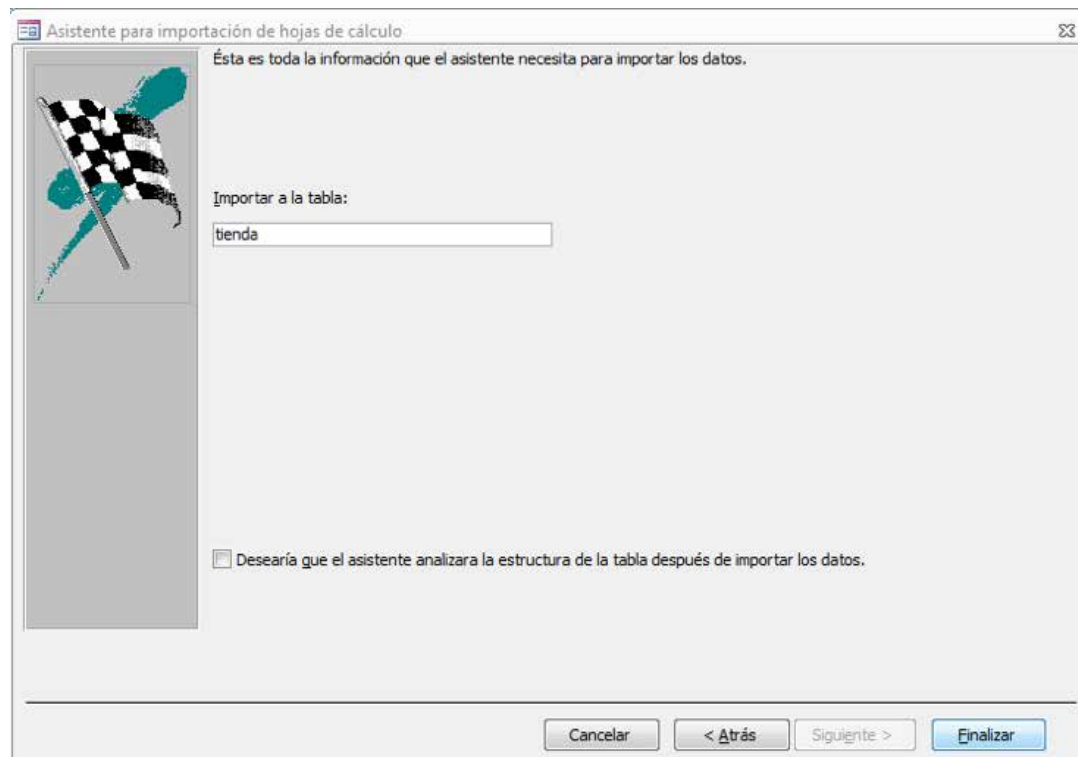 Asistente para importación de hojas de cálculo
Ésta es toda la información que el asistente necesita para importar los datos.
Importar a la tabla:
tienda
Desearía que el asistente analizara la estructura de la tabla después de importar los datos.
Cancelar
< Atrás
Siguiente >
Finalizar